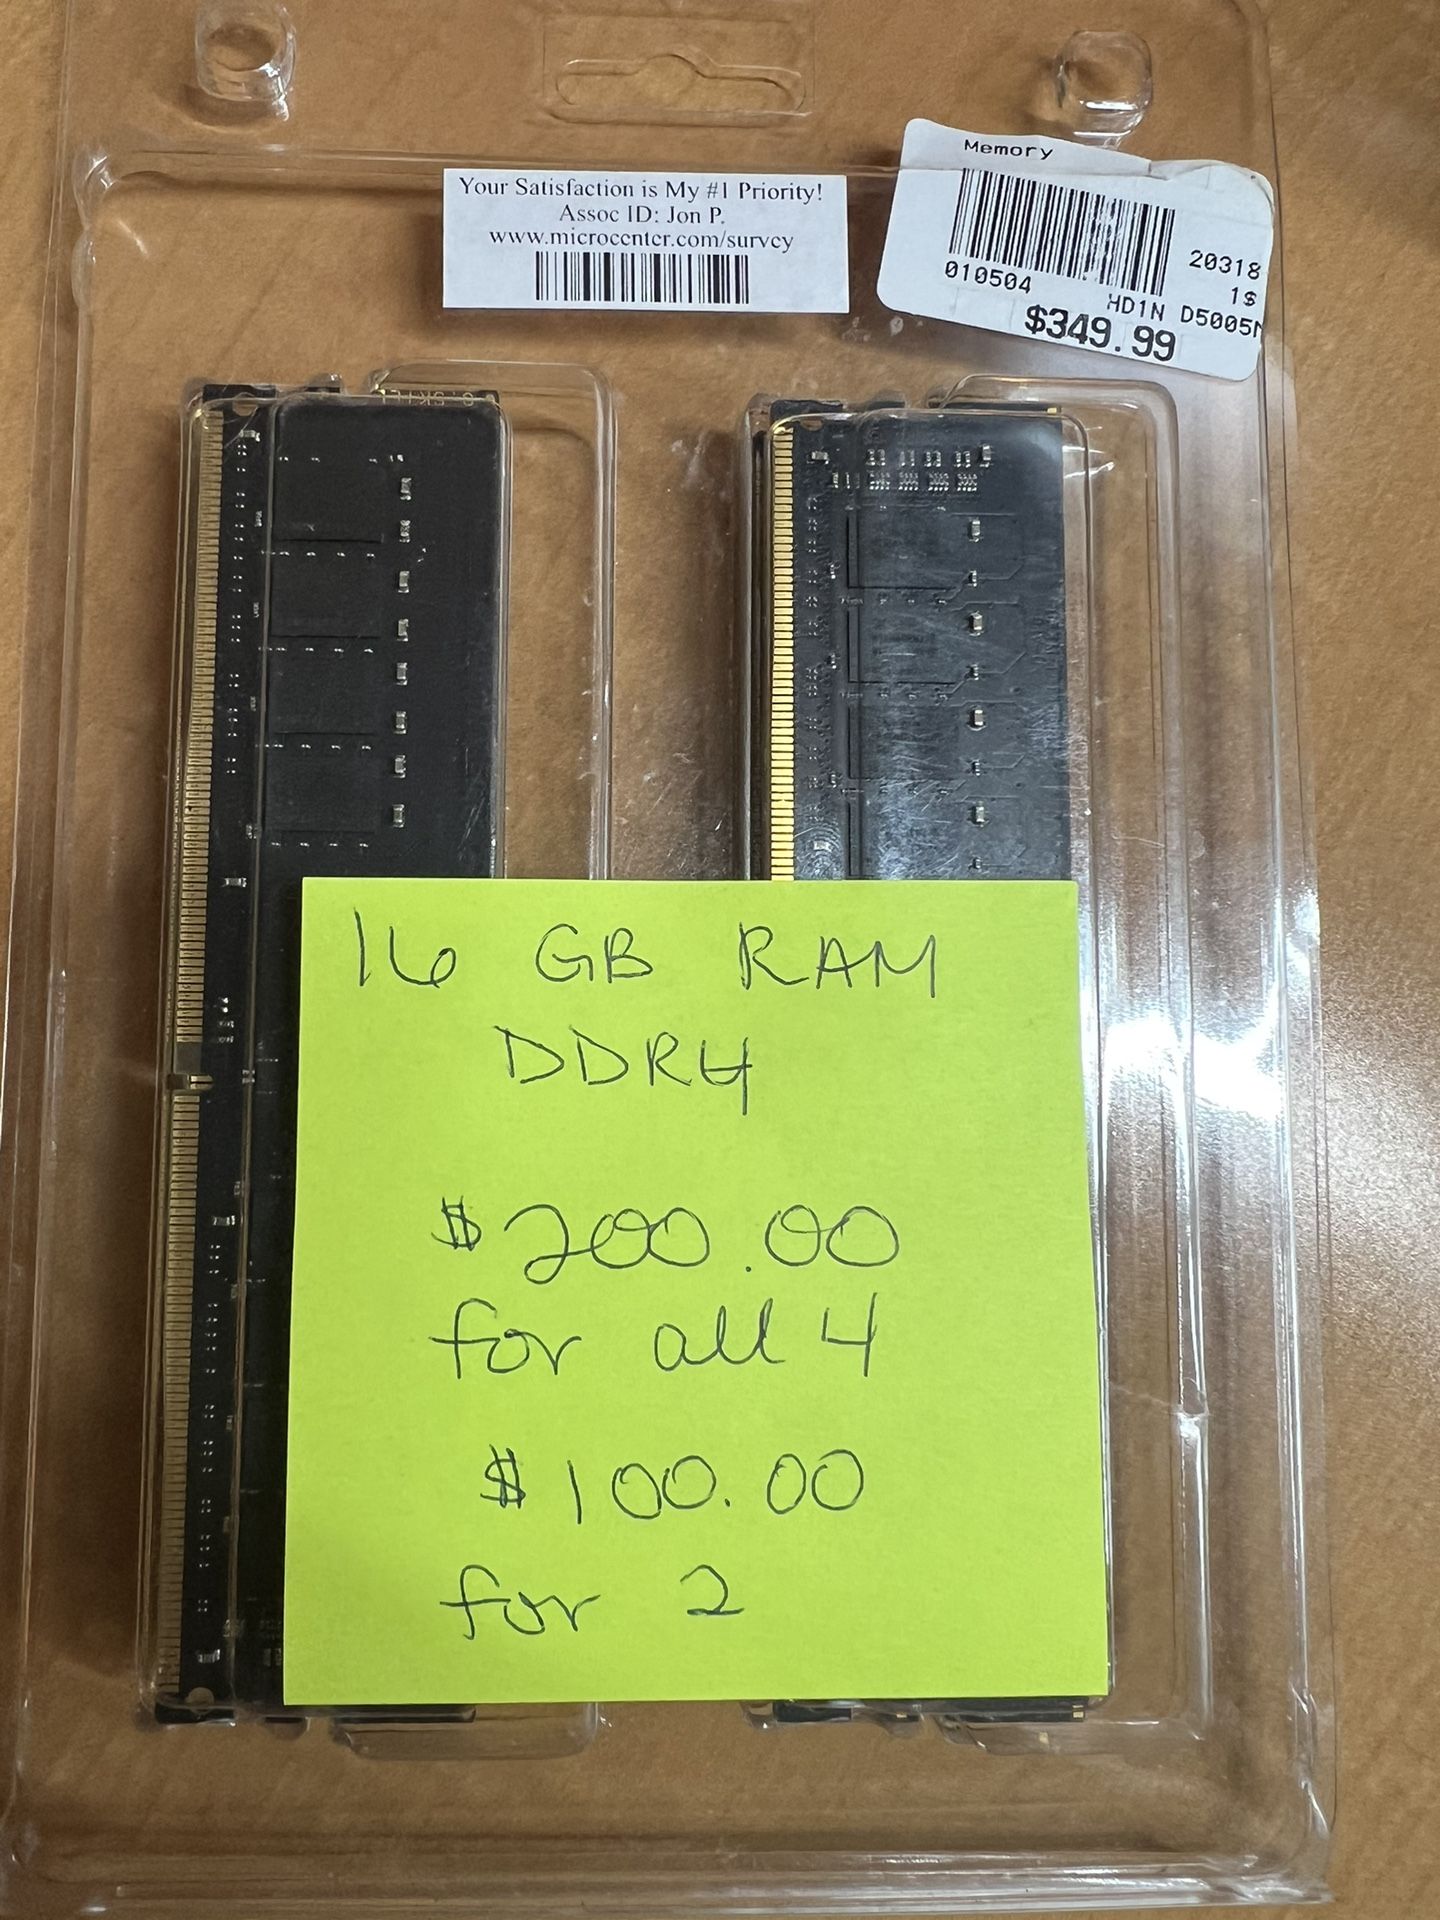 Memory
Your Satisfaction is My #1 Priority!
Assoc ID: Jon P.
www.microcenter.com/survey
20318
010504
1$
HD1N D5005
$349.99
16 GB RAM
DDR4
$200.00
for all 4
$100.00
for 2